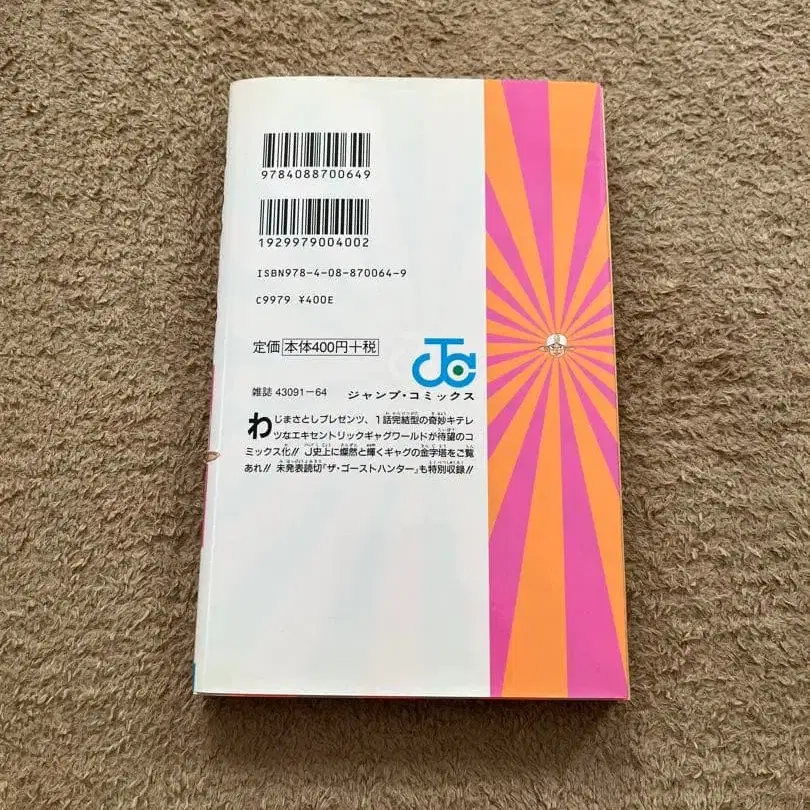 9784088700649
1929979004002
ISBN978-4-08-870064-9
C9979 ¥400E
定価 本体400円+税
JC
ジャンプ・コミックス
雑誌 43091-64
わじまさとしプレゼンツ、1話完結型の奇妙キテレ
ツなエキセントリックギャグワールドが待望のコ
ミックス化!! J史上に燦然と輝くギャグの金字塔をご覧
あれ!! 未発表読切『ザ・ゴーストハンター』も特別収録!!